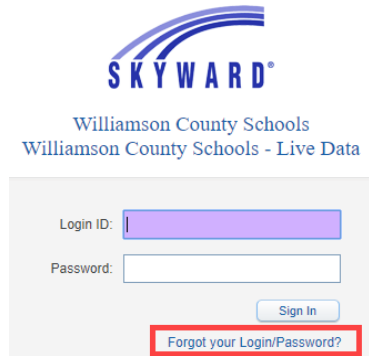 SKYWARD®
Williamson County Schools
Williamson County Schools - Live Data
Login ID:
Password:
Sign In
Forgot your Login/Password?